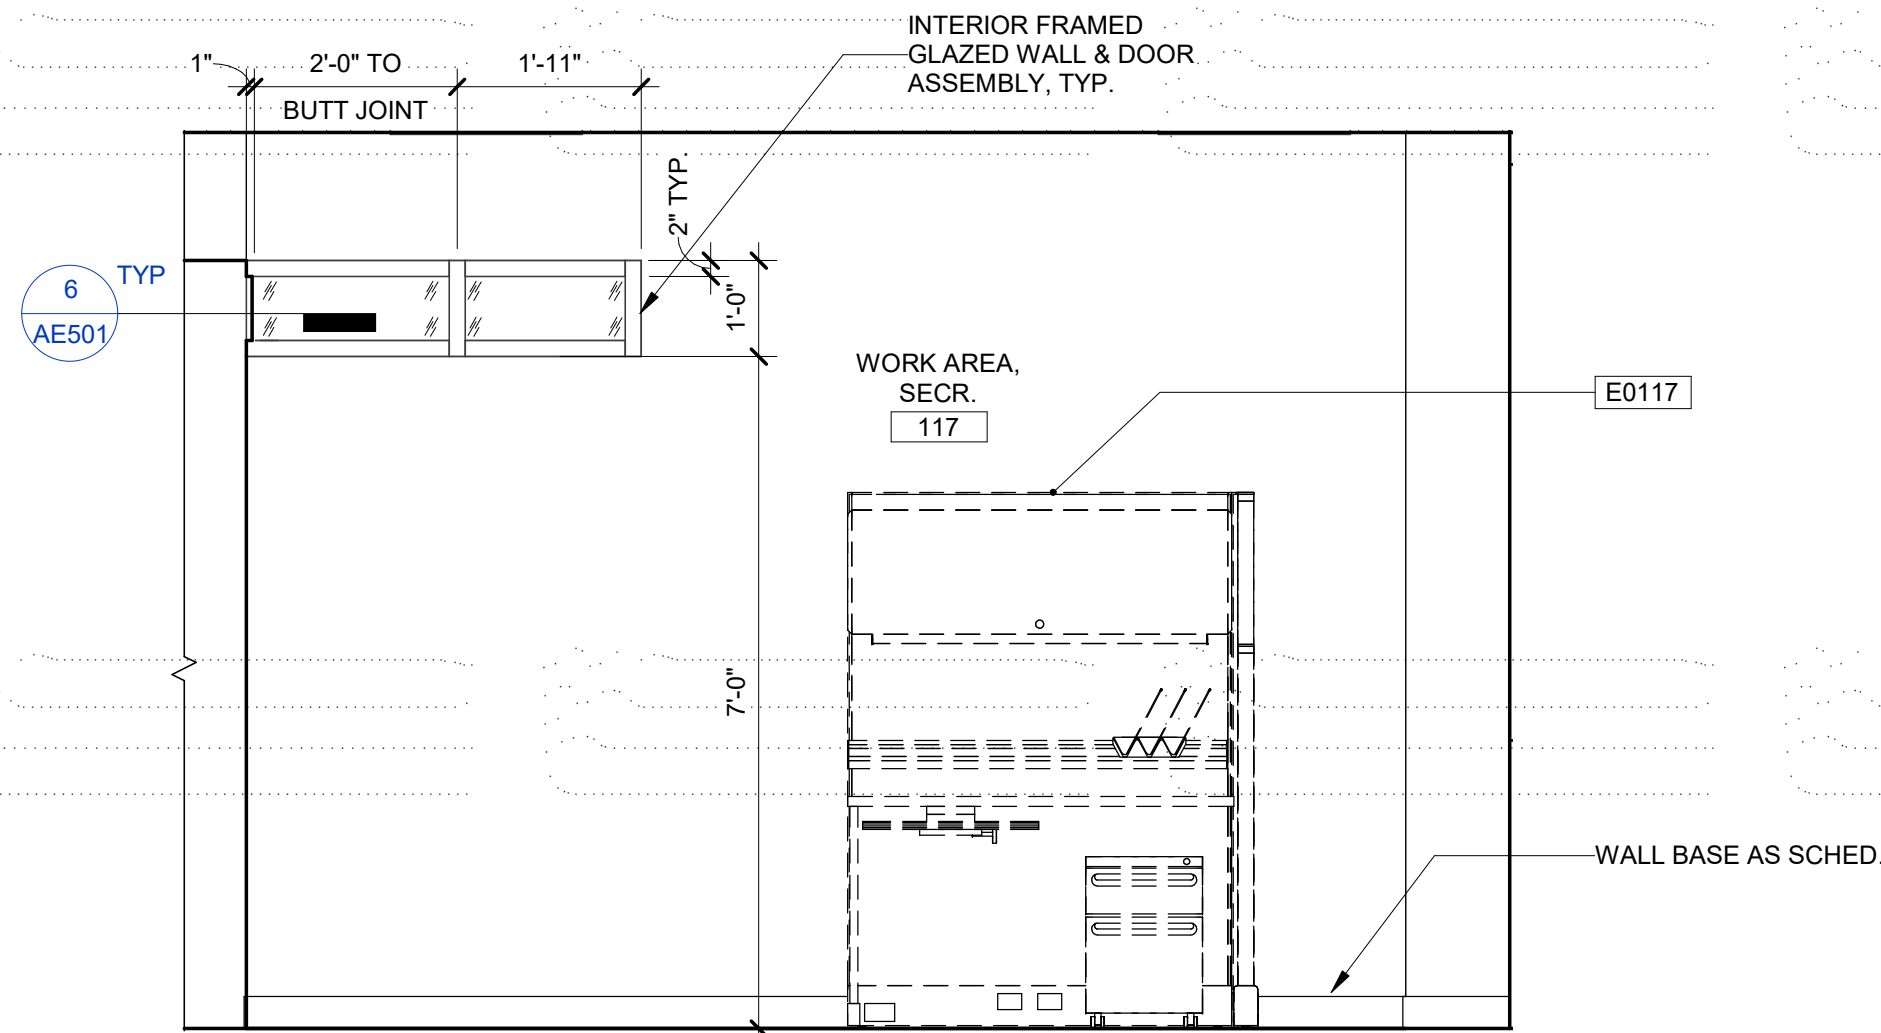 INTERIOR FRAMED
GLAZED WALL & DOOR
ASSEMBLY, TYP.
1"
2'-0" TO
BUTT JOINT
1'-11"
2" TYP.
1'-0"
6
AE501
TYP
WORK AREA,
SECR.
117
E0117
7'-0"
WALL BASE AS SCHED.